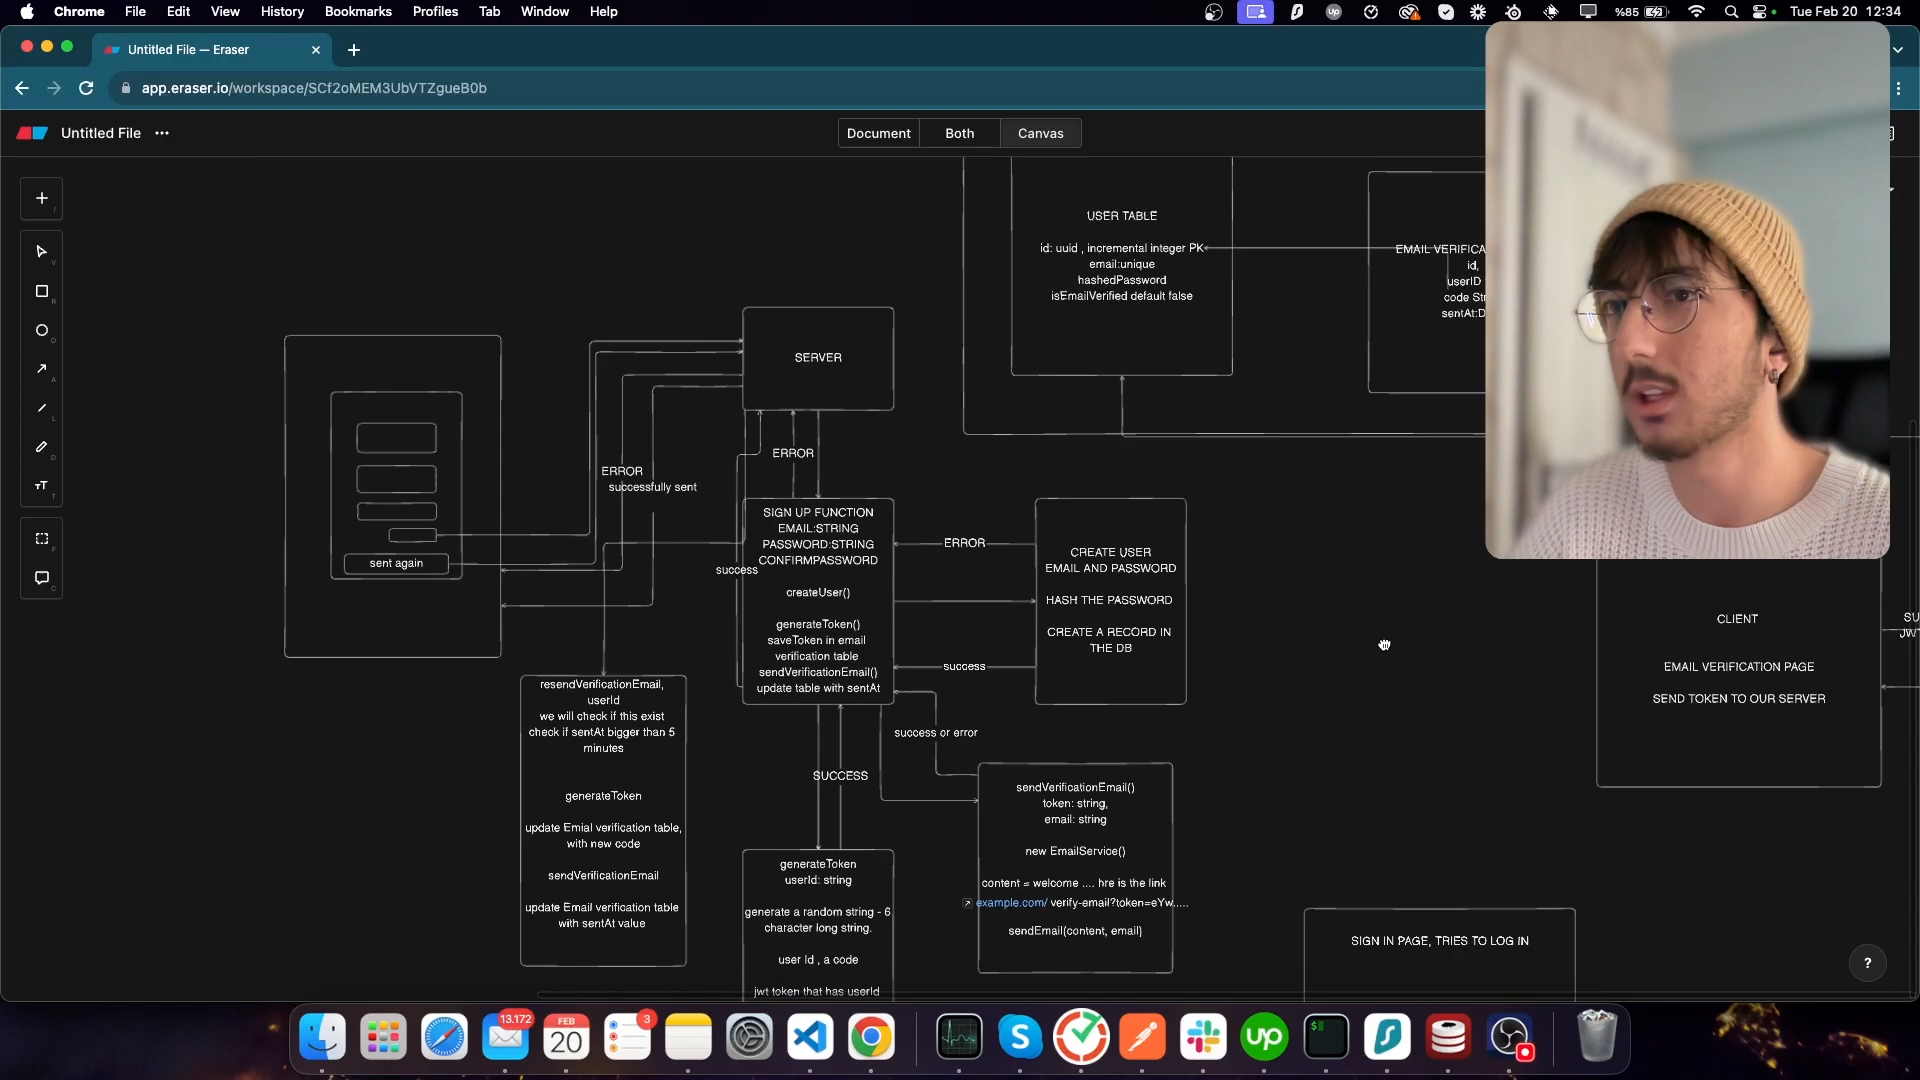 Chrome File Edit View History Bookmarks Profiles Tab Window Help
%85
Tue Feb 20 12:34
Untitled File — Eraser
app.eraser.io/workspace/SCf2oMEM3UbVTZgueB0b
Untitled File
Document Both Canvas
USER TABLE
id: uuid , incremental integer PK
email:unique
hashedPassword
isEmailVerified default false
EMAIL VERIFICA
id,
userID
code Str
sentAt:D
SERVER
sent again
ERROR
successfully sent
ERROR
success
SIGN UP FUNCTION
EMAIL:STRING
PASSWORD:STRING
CONFIRMPASSWORD
createUser()
generateToken()
saveToken in email
verification table
sendVerificationEmail()
update table with sentAt
ERROR
success
CREATE USER
EMAIL AND PASSWORD
HASH THE PASSWORD
CREATE A RECORD IN
THE DB
CLIENT
EMAIL VERIFICATION PAGE
SEND TOKEN TO OUR SERVER
SU
JW
resendVerificationEmail,
userId
we will check if this exist
check if sentAt bigger than 5
minutes
generateToken
update Emial verification table,
with new code
sendVerificationEmail
update Email verification table
with sentAt value
success or error
SUCCESS
generateToken
userId: string
generate a random string - 6
character long string.
user Id , a code
jwt token that has userId
sendVerificationEmail()
token: string,
email: string
new EmailService()
content = welcome .... hre is the link
example.com/ verify-email?token=eYw.....
sendEmail(content, email)
SIGN IN PAGE, TRIES TO LOG IN
?
13.172
FEB
20
3
S
up
$